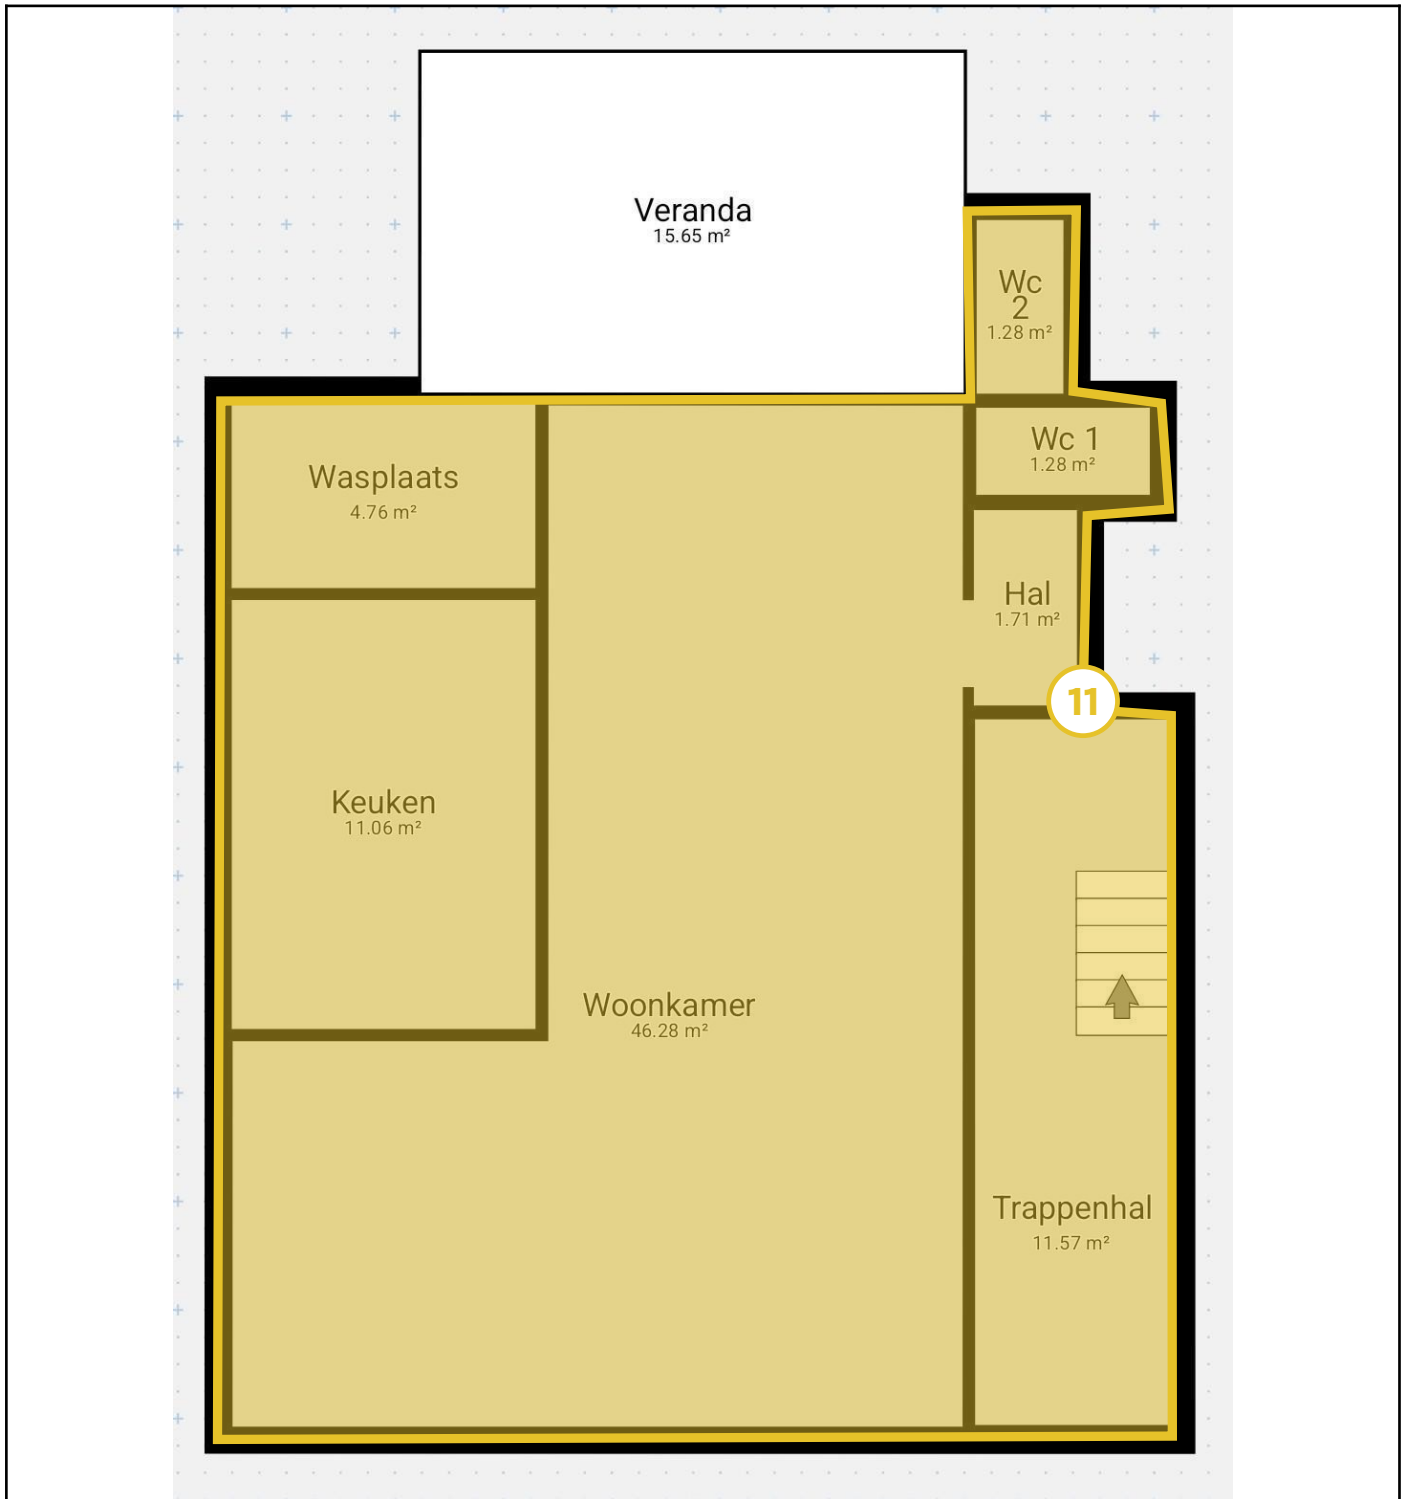 Veranda
15.65 m²
Wc
2
1.28 m²
Wc 1
1.28 m²
Wasplaats
4.76 m²
Hal
1.71 m²
11
Keuken
11.06 m²
Woonkamer
46.28 m²
Trappenhal
11.57 m²